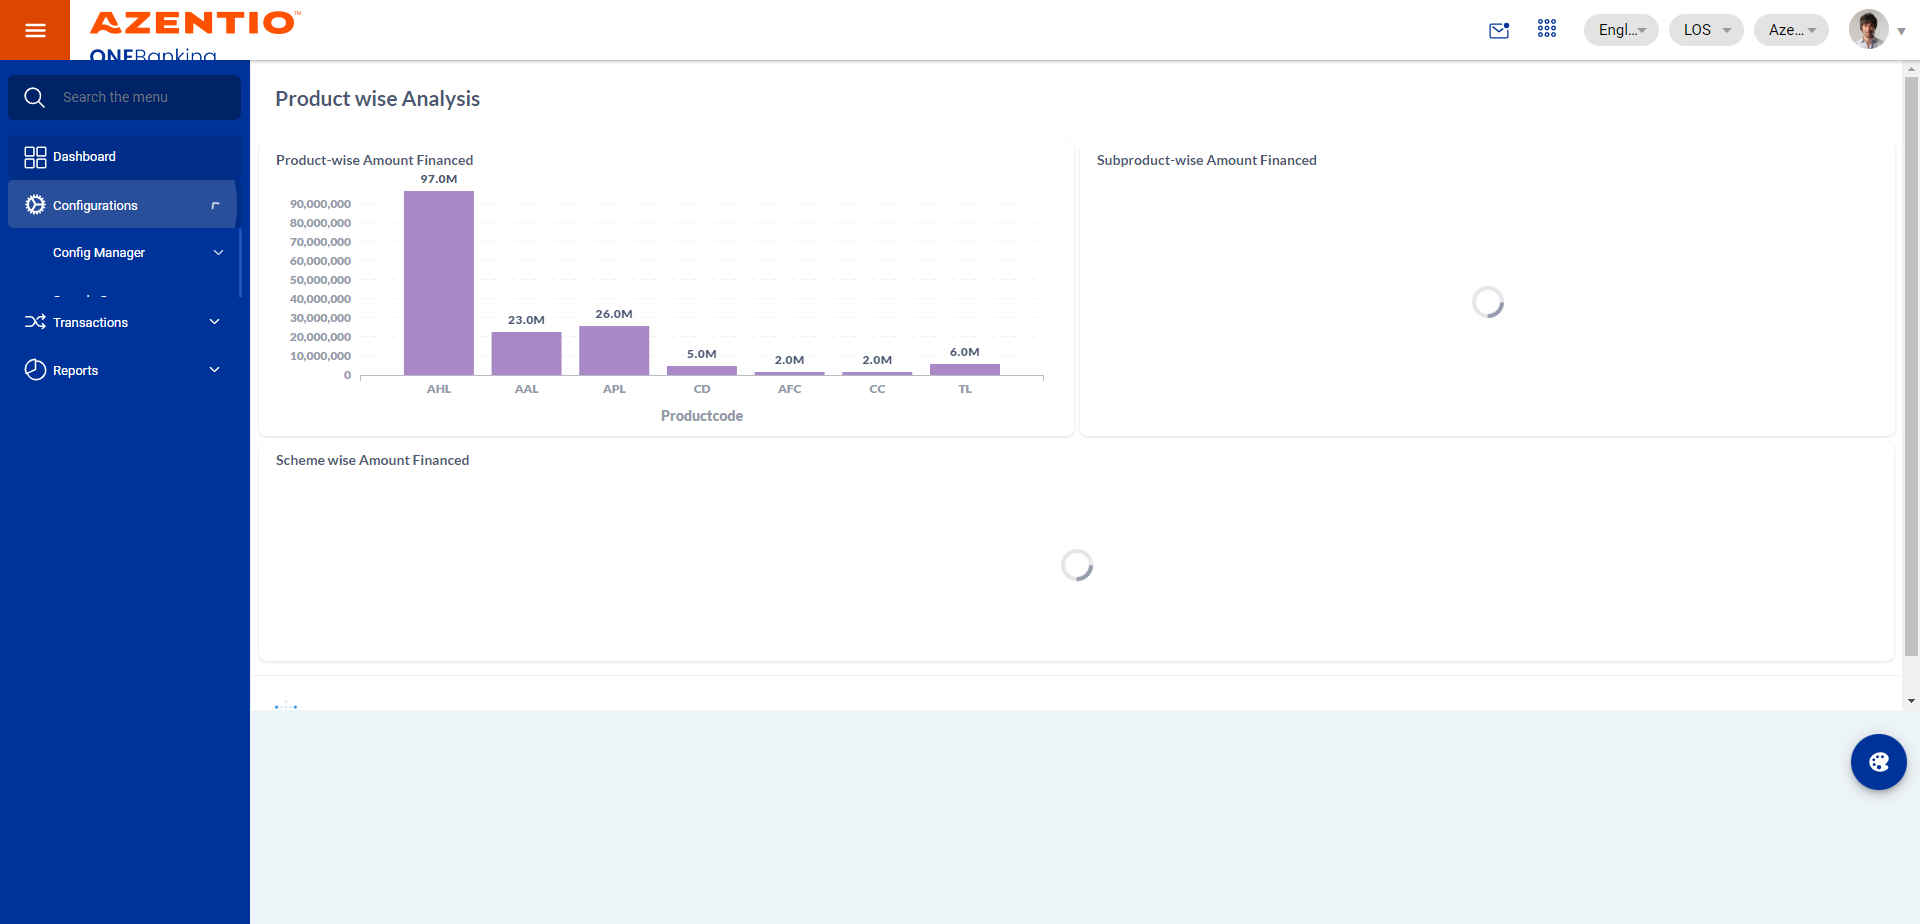 AZENTIO™
ONEBanking
Engl...
LOS
Aze...
Search the menu
Dashboard
Configurations
Config Manager
Transactions
Reports
Product wise Analysis
Product-wise Amount Financed
97.0M
90,000,000
80,000,000
70,000,000
60,000,000
50,000,000
40,000,000
30,000,000
20,000,000
10,000,000
0
23.0M
26.0M
5.0M
2.0M
2.0M
6.0M
AHL
AAL
APL
CD
AFC
CC
TL
Productcode
Subproduct-wise Amount Financed
Scheme wise Amount Financed